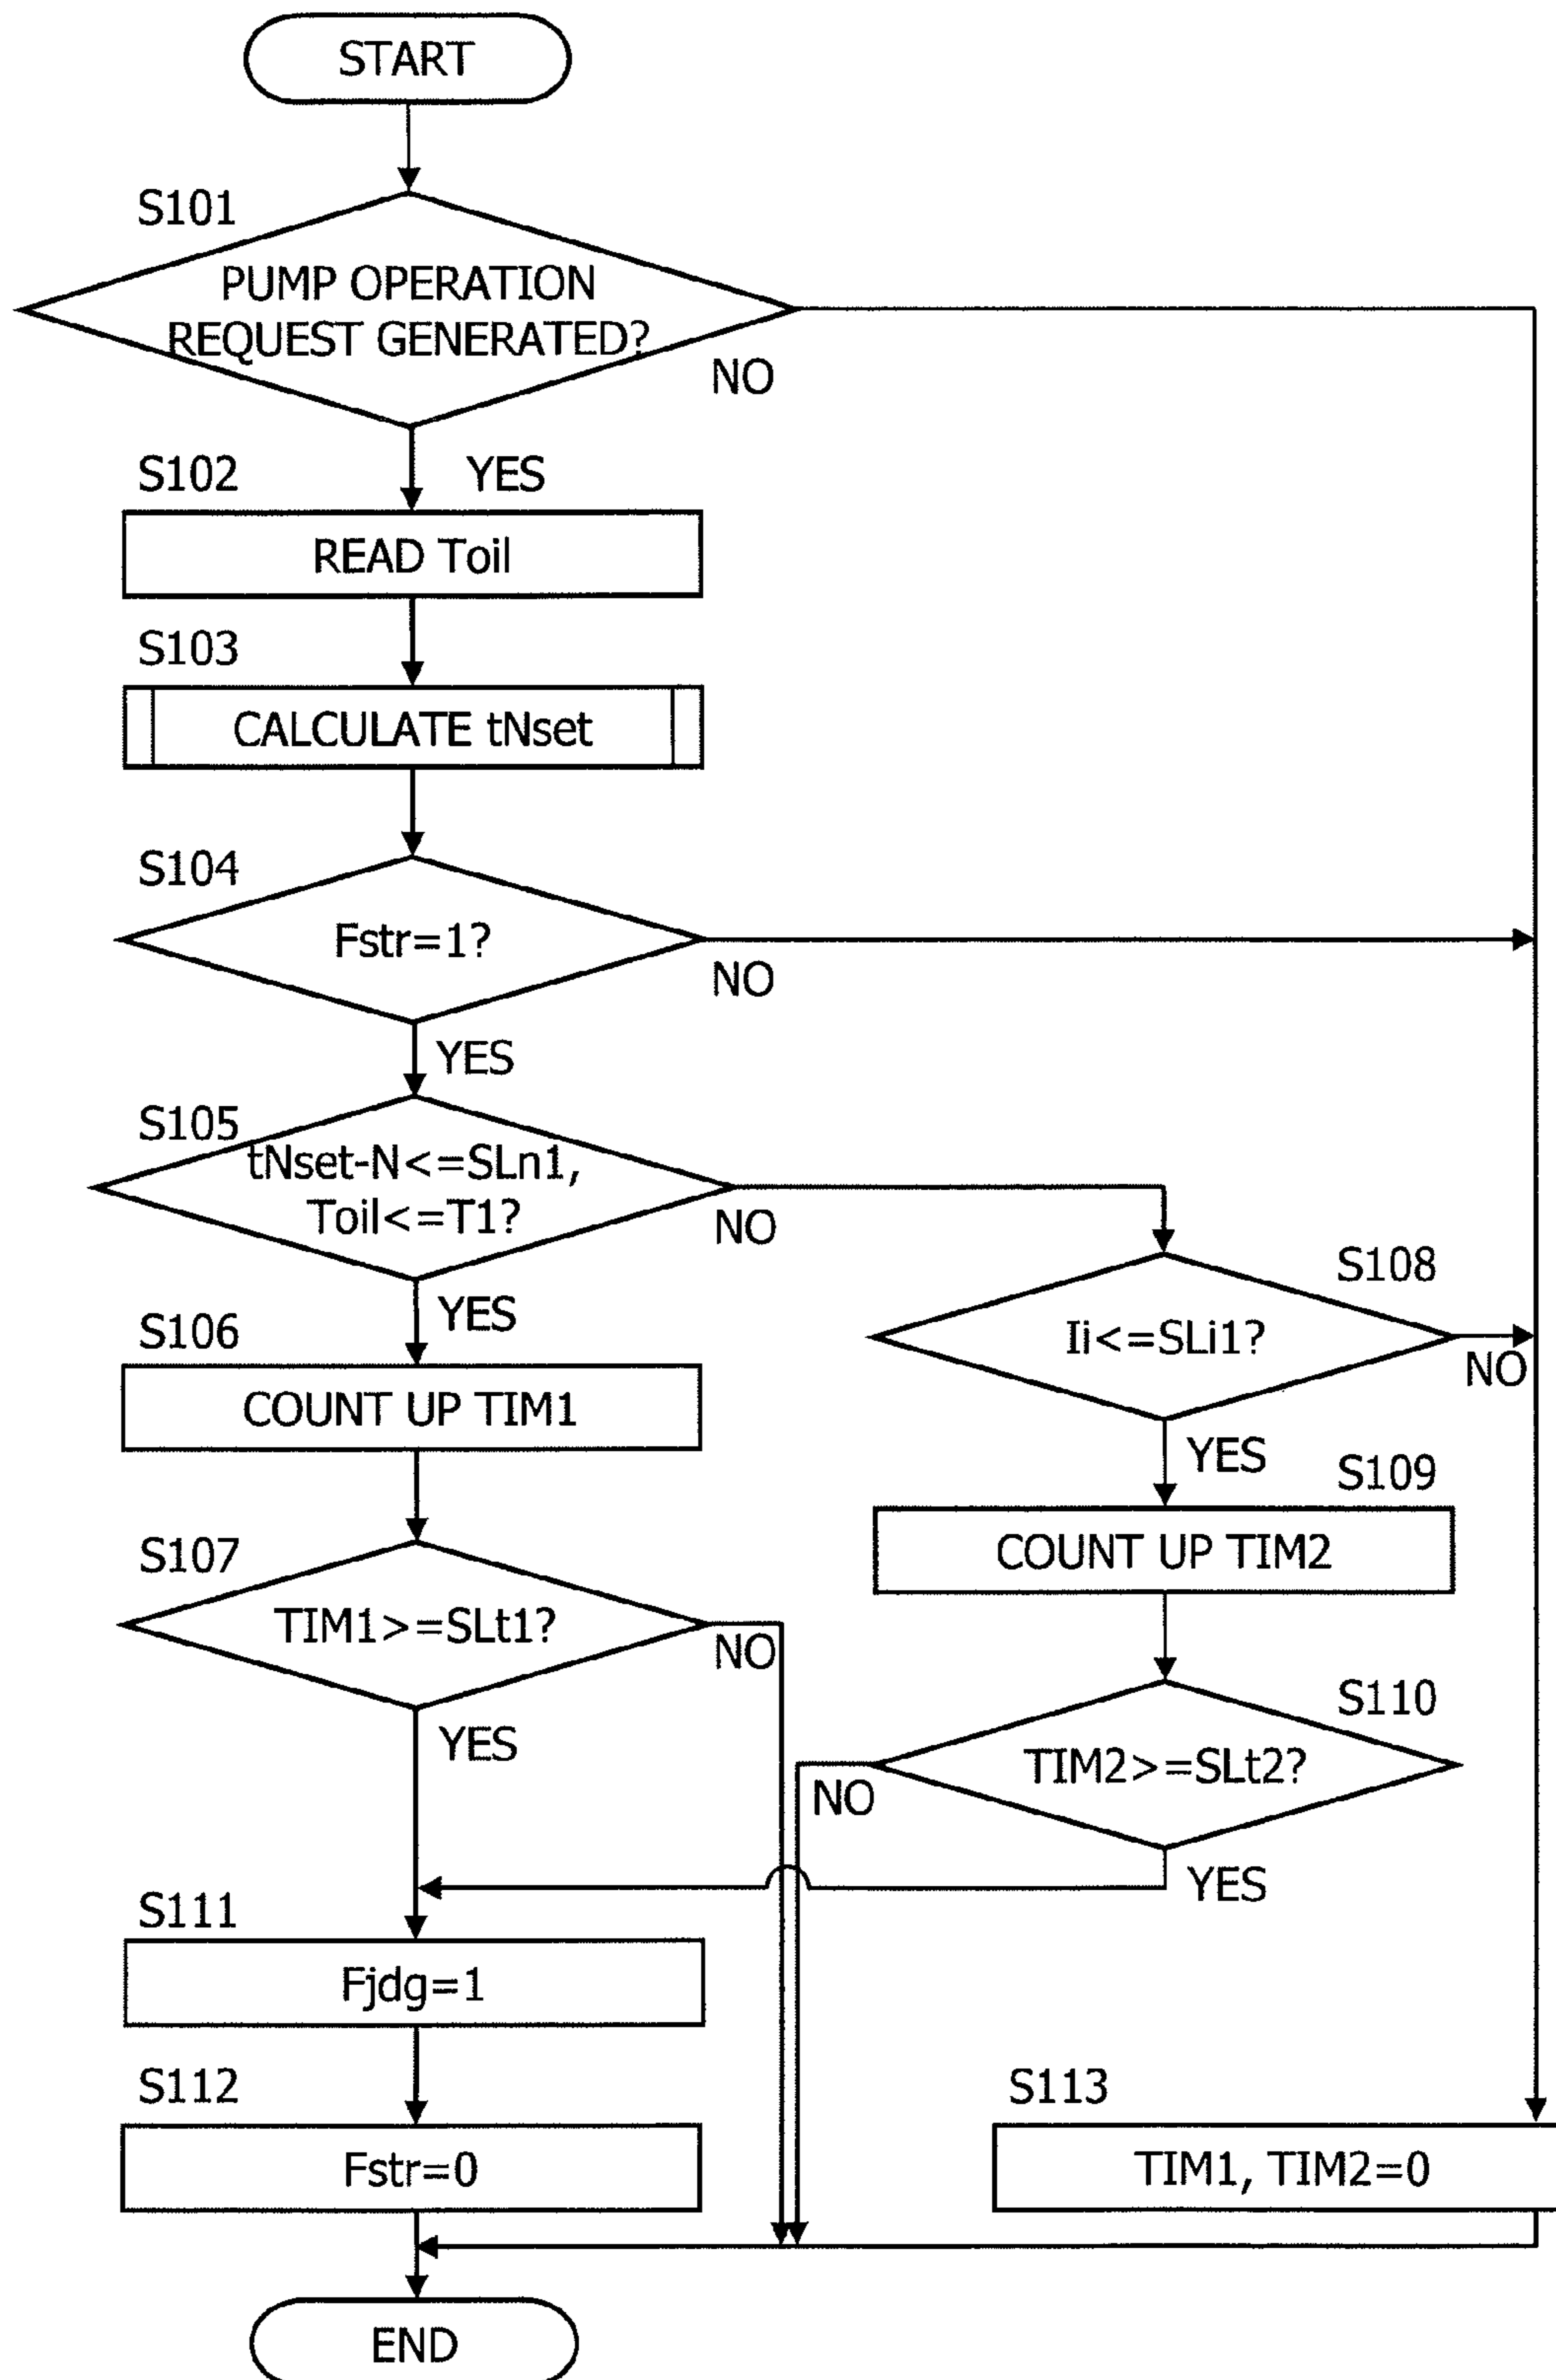 START
S101
PUMP OPERATION
REQUEST GENERATED?
NO
S102
YES
READ Toil
S103
CALCULATE tNset
S104
Fstr=1?
NO
YES
S105
tNset-N<=SLn1,
Toil<=T1?
NO
YES
S108
Ii<=SLi1?
NO
S106
COUNT UP TIM1
YES
S109
COUNT UP TIM2
S107
TIM1>=SLt1?
NO
YES
S110
TIM2>=SLt2?
NO
YES
S111
Fjdg=1
S112
Fstr=0
S113
TIM1, TIM2=0
END